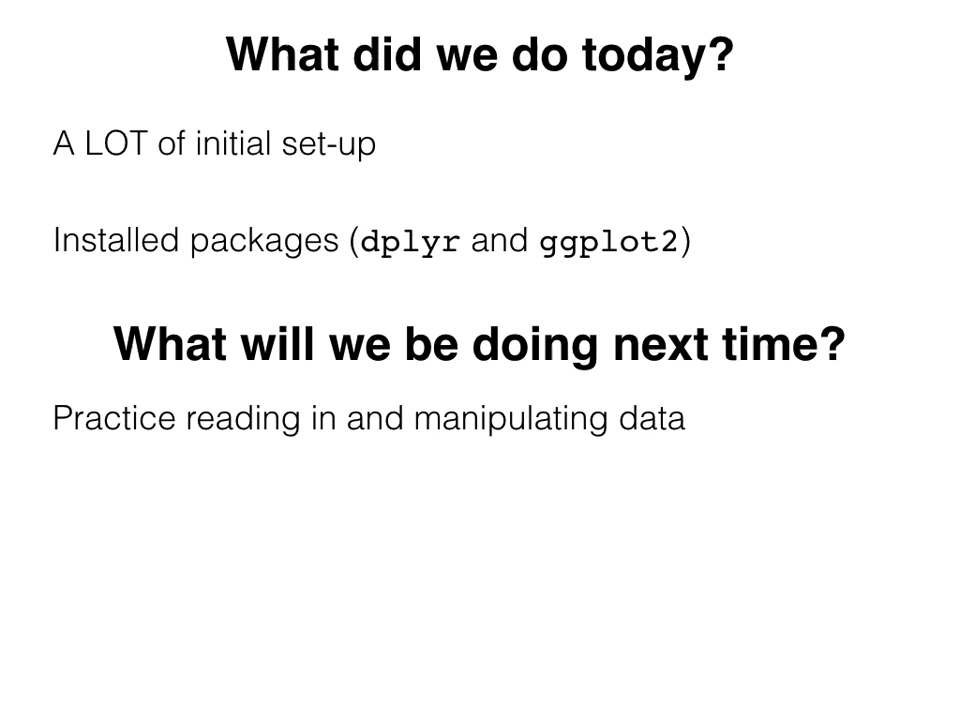 What did we do today?
A LOT of initial set-up
Installed packages (dplyr and ggplot2)
What will we be doing next time?
Practice reading in and manipulating data